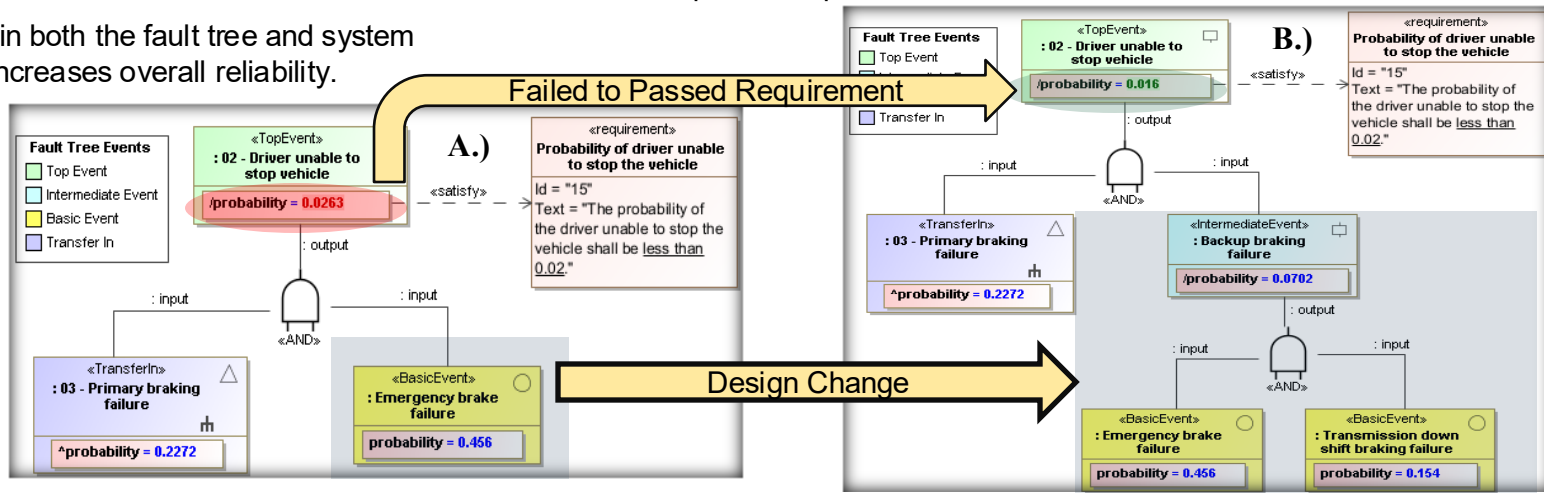 in both the fault tree and system
ncreases overall reliability.
Failed to Passed Requirement
Design Change
A.)
Fault Tree Events
Top Event
Intermediate Event
Basic Event
Transfer In
«TopEvent»
: 02 - Driver unable to
stop vehicle
/probability = 0.0263
«satisfy»
«requirement»
Probability of driver unable
to stop the vehicle
Id = "15"
Text = "The probability of
the driver unable to stop the
vehicle shall be less than
0.02."
: output
«AND»
: input
: input
«TransferIn»
: 03 - Primary braking
failure
^probability = 0.2272
«BasicEvent»
: Emergency brake
failure
probability = 0.456
B.)
Fault Tree Events
Top Event
Transfer In
«TopEvent»
: 02 - Driver unable to
stop vehicle
/probability = 0.016
«satisfy»
«requirement»
Probability of driver unable
to stop the vehicle
Id = "15"
Text = "The probability of
the driver unable to stop the
vehicle shall be less than
0.02."
: output
«AND»
: input
: input
«TransferIn»
: 03 - Primary braking
failure
^probability = 0.2272
«IntermediateEvent»
: Backup braking
failure
/probability = 0.0702
: output
«AND»
: input
: input
«BasicEvent»
: Emergency brake
failure
probability = 0.456
«BasicEvent»
: Transmission down
shift braking failure
probability = 0.154